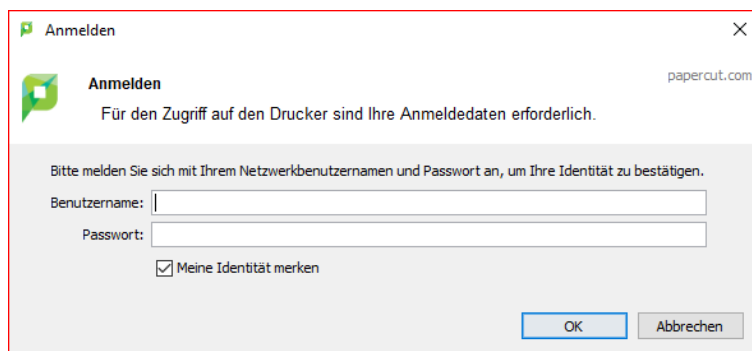 Anmelden
papercut.com
Anmelden
Für den Zugriff auf den Drucker sind Ihre Anmeldedaten erforderlich.
Bitte melden Sie sich mit Ihrem Netzwerkbenutzernamen und Passwort an, um Ihre Identität zu bestätigen.
Benutzername:
Passwort:
Meine Identität merken
OK Abbrechen